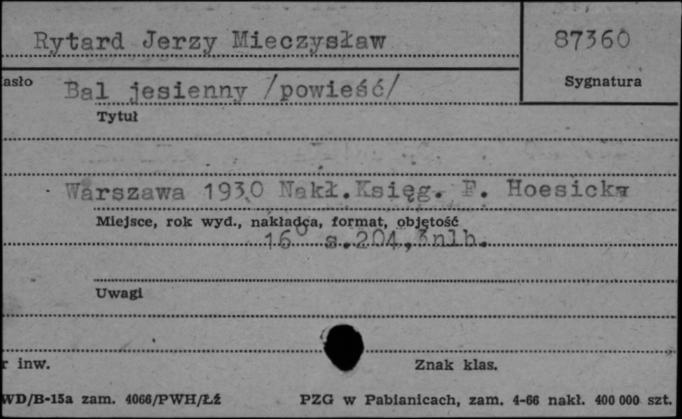 Rytard Jerzy Mieczysław 87360
asło Sygnatura
Bal jesienny /powieść/
Tytuł
Warszawa 1930 Nakł.Księg. F. Hoesicka
Miejsce, rok wyd., nakładca, format, objętość
16° s.204,3nlb.
Uwagi
r inw. Znak klas.
WD/B-15a zam. 4066/PWH/Łź PZG w Pabianicach, zam. 4-66 nakł. 400 000 szt.